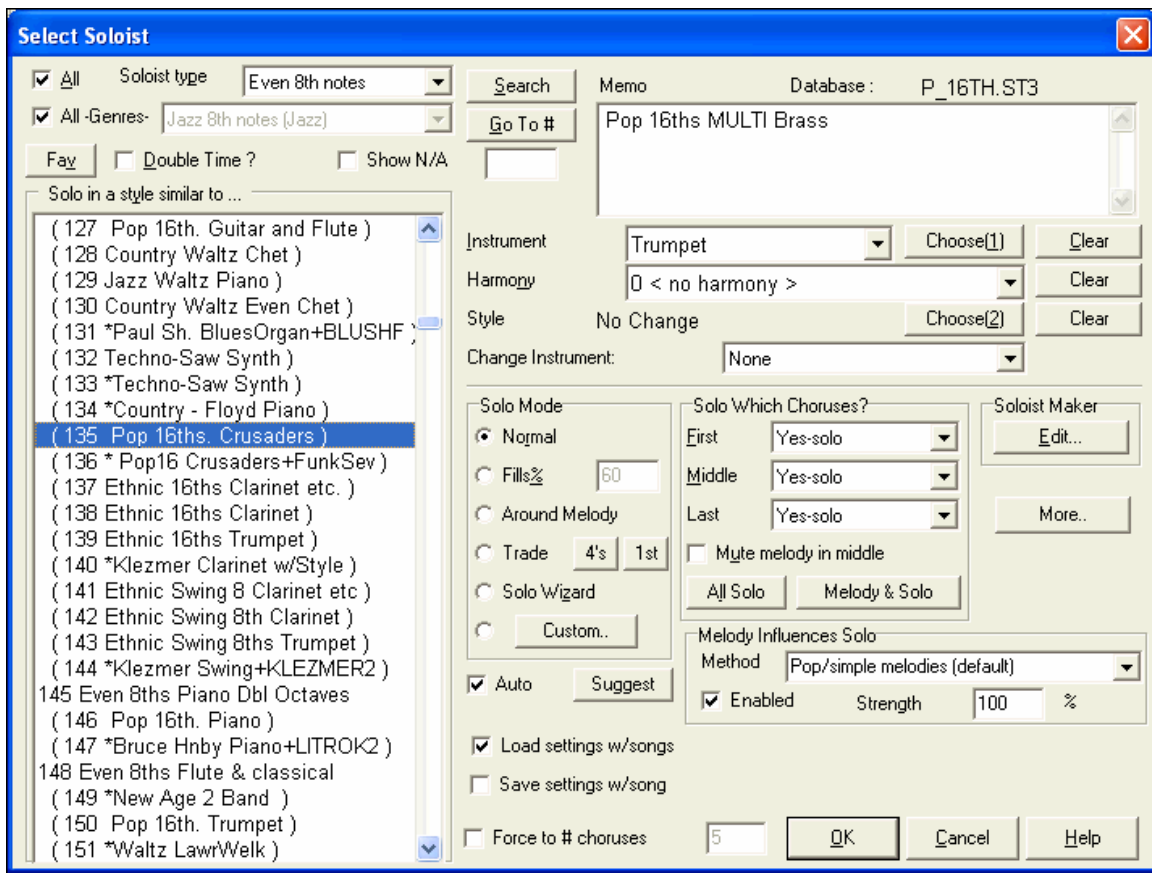 Select Soloist
All Soloist type Even 8th notes
All -Genres- Jazz 8th notes (Jazz)
Fav Double Time ? Show N/A
Solo in a style similar to ...
( 127 Pop 16th. Guitar and Flute )
( 128 Country Waltz Chet )
( 129 Jazz Waltz Piano )
( 130 Country Waltz Even Chet )
( 131 *Paul Sh. BluesOrgan+BLUSHF )
( 132 Techno-Saw Synth )
( 133 *Techno-Saw Synth )
( 134 *Country - Floyd Piano )
( 135 Pop 16ths. Crusaders )
( 136 * Pop16 Crusaders+FunkSev )
( 137 Ethnic 16ths Clarinet etc. )
( 138 Ethnic 16ths Clarinet )
( 139 Ethnic 16ths Trumpet )
( 140 *Klezmer Clarinet w/Style )
( 141 Ethnic Swing 8 Clarinet etc )
( 142 Ethnic Swing 8th Clarinet )
( 143 Ethnic Swing 8ths Trumpet )
( 144 *Klezmer Swing+KLEZMER2 )
145 Even 8ths Piano Dbl Octaves
( 146 Pop 16th. Piano )
( 147 *Bruce Hnby Piano+LITROK2 )
148 Even 8ths Flute & classical
( 149 *New Age 2 Band )
( 150 Pop 16th. Trumpet )
( 151 *Waltz LawrWelk )
Search Memo Database : P_16TH.ST3
Go To #
Pop 16ths MULTI Brass
Instrument Trumpet Choose(1) Clear
Harmony 0 < no harmony > Clear
Style No Change Choose(2) Clear
Change Instrument: None
Solo Mode
Normal
Fills% 60
Around Melody
Trade 4's 1st
Solo Wizard
Custom..
Auto Suggest
Solo Which Choruses?
First Yes-solo
Middle Yes-solo
Last Yes-solo
Mute melody in middle
All Solo Melody & Solo
Soloist Maker
Edit...
More..
Melody Influences Solo
Method Pop/simple melodies (default)
Enabled Strength 100 %
Load settings w/songs
Save settings w/song
Force to # choruses 5 OK Cancel Help